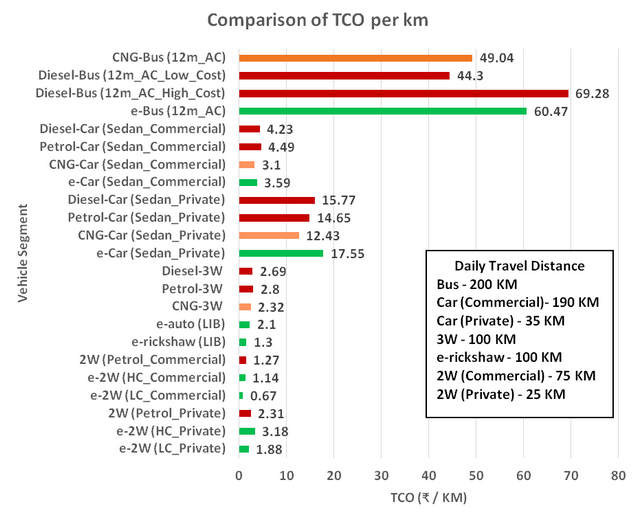 Comparison of TCO per km
Vehicle Segment
CNG-Bus (12m_AC) 49.04
Diesel-Bus (12m_AC_Low_Cost) 44.3
Diesel-Bus (12m_AC_High_Cost) 69.28
e-Bus (12m_AC) 60.47
Diesel-Car (Sedan_Commercial) 4.23
Petrol-Car (Sedan_Commercial) 4.49
CNG-Car (Sedan_Commercial) 3.1
e-Car (Sedan_Commercial) 3.59
Diesel-Car (Sedan_Private) 15.77
Petrol-Car (Sedan_Private) 14.65
CNG-Car (Sedan_Private) 12.43
e-Car (Sedan_Private) 17.55
Diesel-3W 2.69
Petrol-3W 2.8
CNG-3W 2.32
e-auto (LIB) 2.1
e-rickshaw (LIB) 1.3
2W (Petrol_Commercial) 1.27
e-2W (HC_Commercial) 1.14
e-2W (LC_Commercial) 0.67
2W (Petrol_Private) 2.31
e-2W (HC_Private) 3.18
e-2W (LC_Private) 1.88
Daily Travel Distance
Bus - 200 KM
Car (Commercial)- 190 KM
Car (Private) - 35 KM
3W - 100 KM
e-rickshaw - 100 KM
2W (Commercial) - 75 KM
2W (Private) - 25 KM
0 10 20 30 40 50 60 70 80
TCO (₹ / KM)